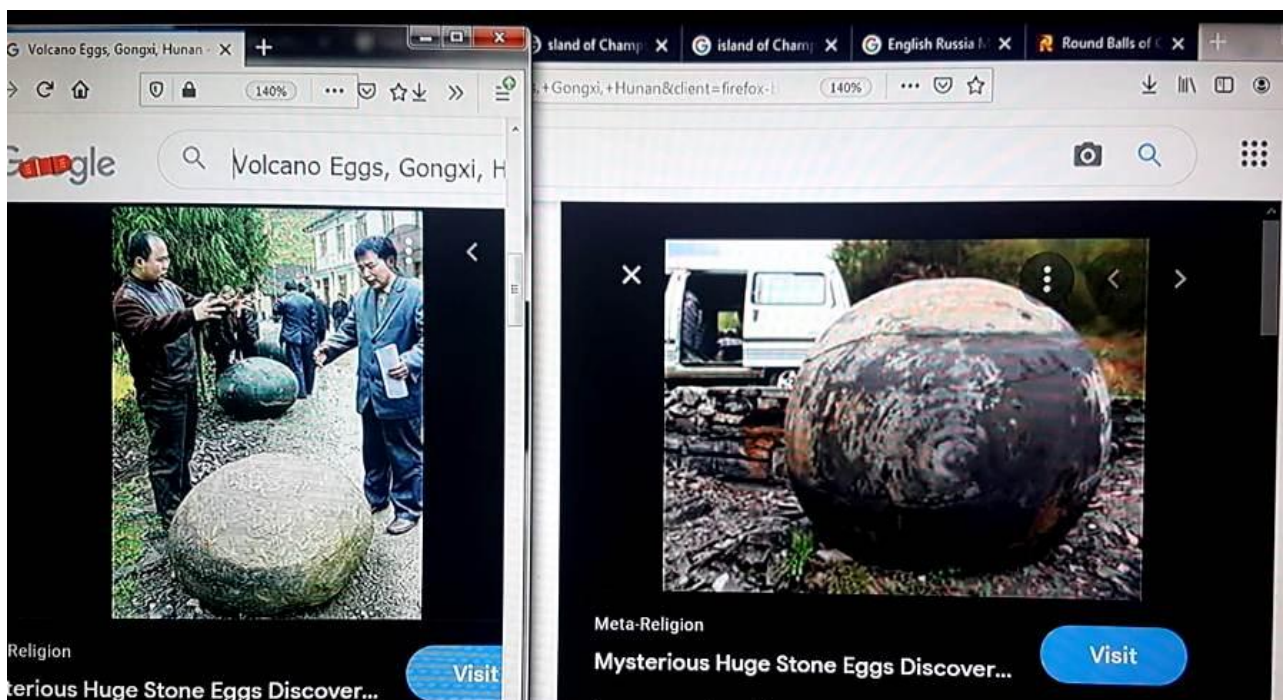 Volcano Eggs, Gongxi, Hunan -
sland of Champ
island of Cham
English Russia
Round Balls of
140%
,+Gongxi,+Hunan&client=firefox-
140%
Google
Volcano Eggs, Gongxi, H
Religion
terious Huge Stone Eggs Discover...
Visit
Meta-Religion
Mysterious Huge Stone Eggs Discover...
Visit